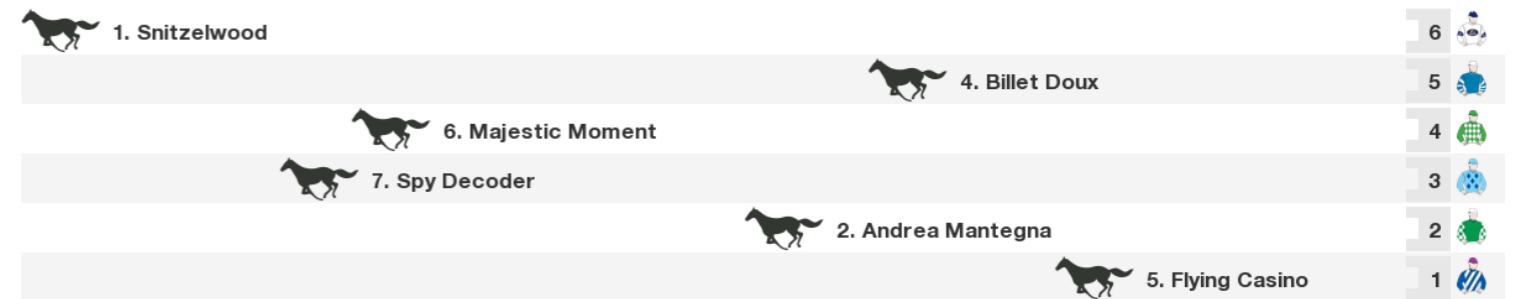 1. Snitzelwood 6
4. Billet Doux 5
6. Majestic Moment 4
7. Spy Decoder 3
2. Andrea Mantegna 2
5. Flying Casino 1